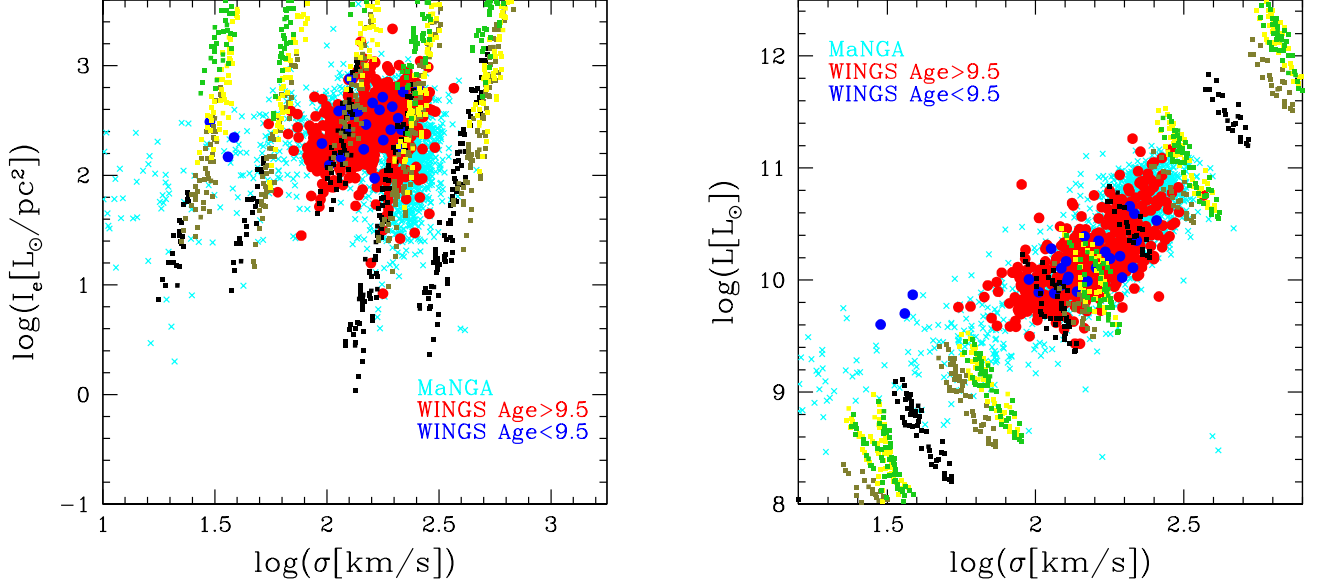 log(Iₑ[L⊙/pc²])
3
2
1
0
−1
1
1.5
2
2.5
3
log(σ[km/s])
MaNGA
WINGS Age>9.5
WINGS Age<9.5
log(L[L⊙])
12
11
10
9
8
1.5
2
2.5
log(σ[km/s])
MaNGA
WINGS Age>9.5
WINGS Age<9.5